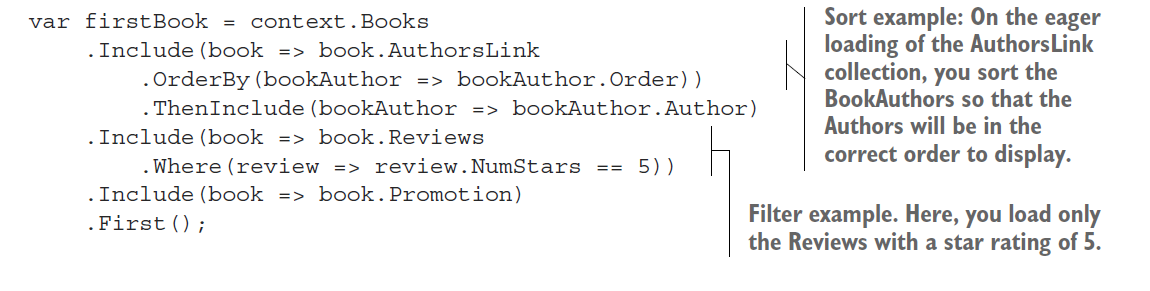 var firstBook = context.Books
    .Include(book => book.AuthorsLink
        .OrderBy(bookAuthor => bookAuthor.Order))
        .ThenInclude(bookAuthor => bookAuthor.Author)
    .Include(book => book.Reviews
        .Where(review => review.NumStars == 5))
    .Include(book => book.Promotion)
    .First();
Sort example: On the eager
loading of the AuthorsLink
collection, you sort the
BookAuthors so that the
Authors will be in the
correct order to display.
Filter example. Here, you load only
the Reviews with a star rating of 5.